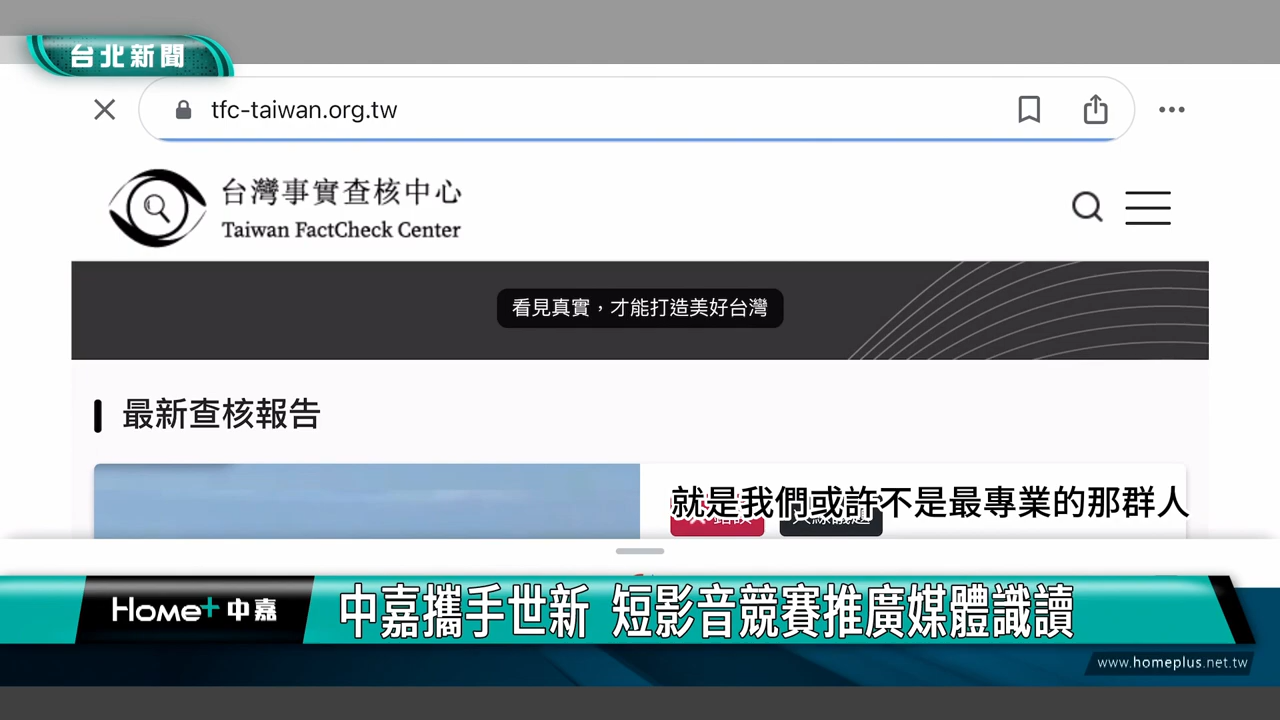 台北新聞
tfc-taiwan.org.tw
台灣事實查核中心
Taiwan FactCheck Center
看見真實，才能打造美好台灣
最新查核報告
就是我們或許不是最專業的那群人
Home+ 中嘉
中嘉攜手世新 短影音競賽推廣媒體識讀
www.homeplus.net.tw